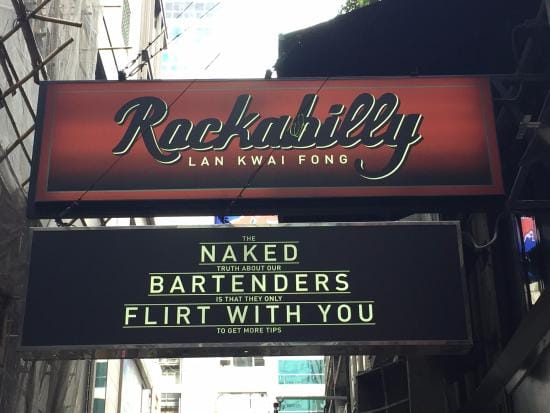 Rockabilly
LAN KWAI FONG
THE
NAKED
TRUTH ABOUT OUR
BARTENDERS
IS THAT THEY ONLY
FLIRT WITH YOU
TO GET MORE TIPS